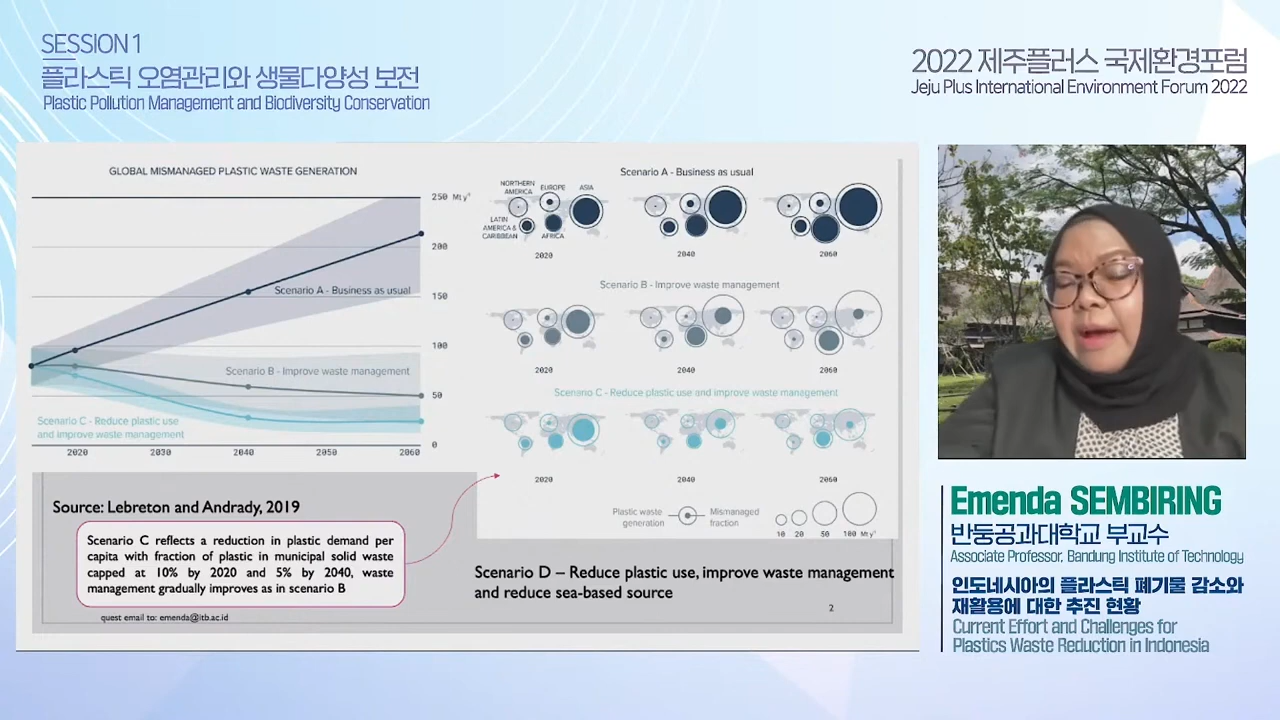 SESSION 1
플라스틱 오염관리와 생물다양성 보전
Plastic Pollution Management and Biodiversity Conservation
2022 제주플러스 국제환경포럼
Jeju Plus International Environment Forum 2022
GLOBAL MISMANAGED PLASTIC WASTE GENERATION
250 Mt y⁻¹
200
150
100
50
0
Scenario A - Business as usual
Scenario B - Improve waste management
Scenario C - Reduce plastic use
and improve waste management
2020 2030 2040 2050 2060
Scenario A - Business as usual
NORTHERN
AMERICA
EUROPE
ASIA
LATIN
AMERICA &
CARIBBEAN
AFRICA
2020 2040 2060
Scenario B - Improve waste management
2020 2040 2060
Scenario C - Reduce plastic use and improve waste management
2020 2040 2060
Plastic waste
generation
Mismanaged
fraction
10 20 50 100 Mt y⁻¹
Source: Lebreton and Andrady, 2019
Scenario C reflects a reduction in plastic demand per
capita with fraction of plastic in municipal solid waste
capped at 10% by 2020 and 5% by 2040, waste
management gradually improves as in scenario B
Scenario D – Reduce plastic use, improve waste management
and reduce sea-based source
2
quest email to: emenda@itb.ac.id
Emenda SEMBIRING
반둥공과대학교 부교수
Associate Professor, Bandung Institute of Technology
인도네시아의 플라스틱 폐기물 감소와
재활용에 대한 추진 현황
Current Effort and Challenges for
Plastics Waste Reduction in Indonesia